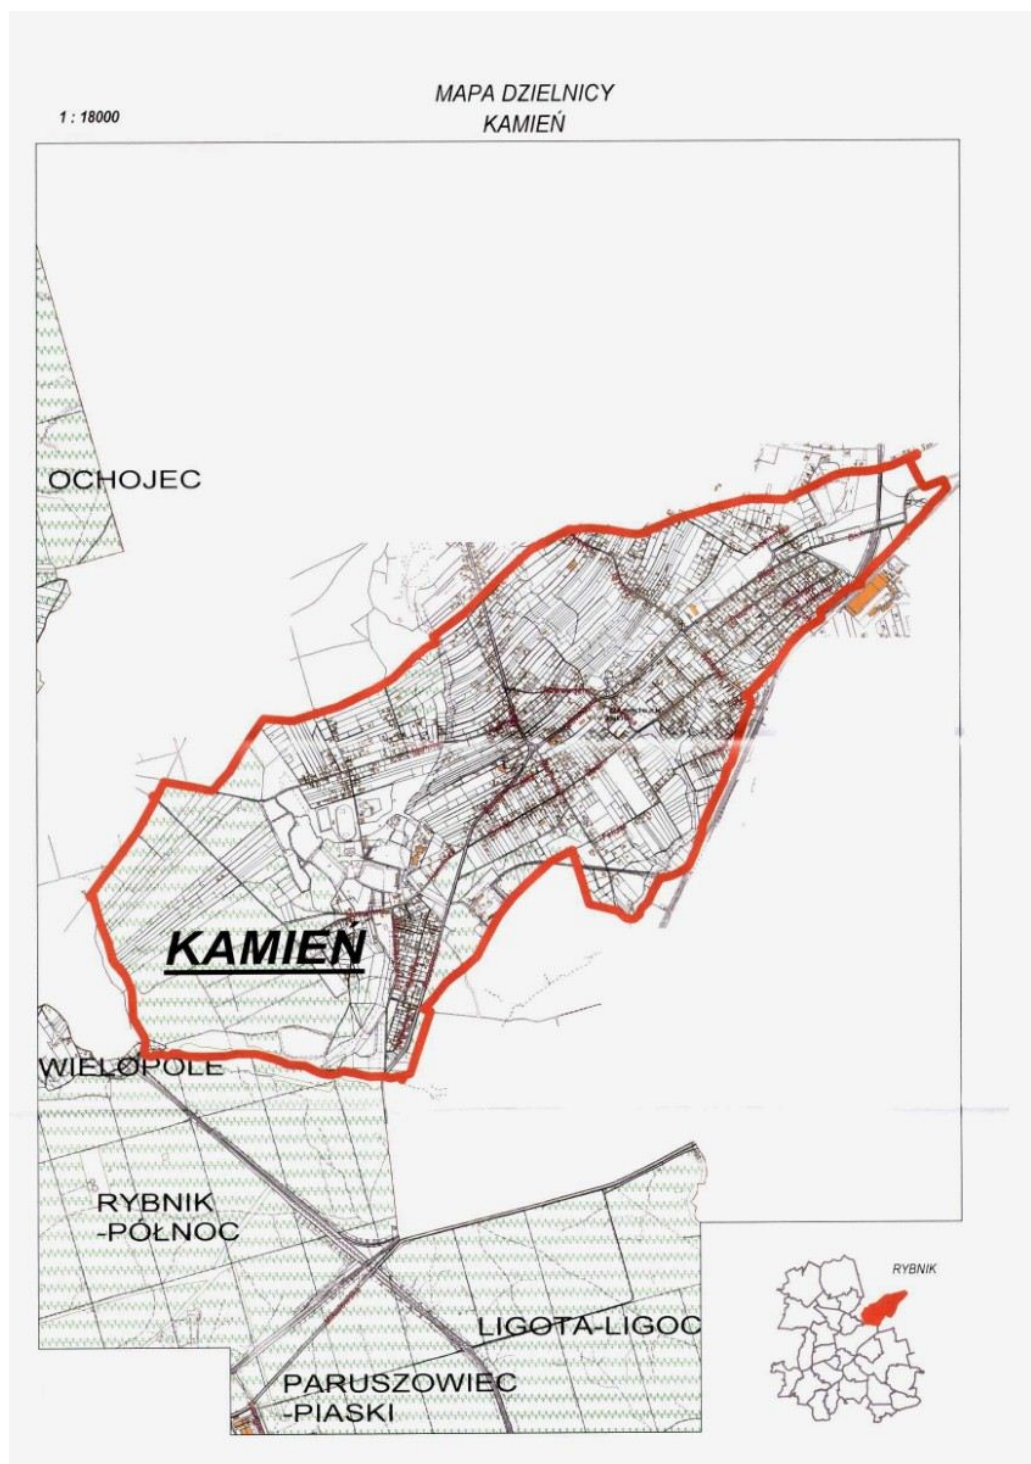 MAPA DZIELNICY
KAMIEŃ
1 : 18000
OCHOJEC
KAMIEŃ
WIELOPOLE
RYBNIK
-PÓŁNOC
LIGOTA-LIGOC
PARUSZOWIEC
-PIASKI
RYBNIK